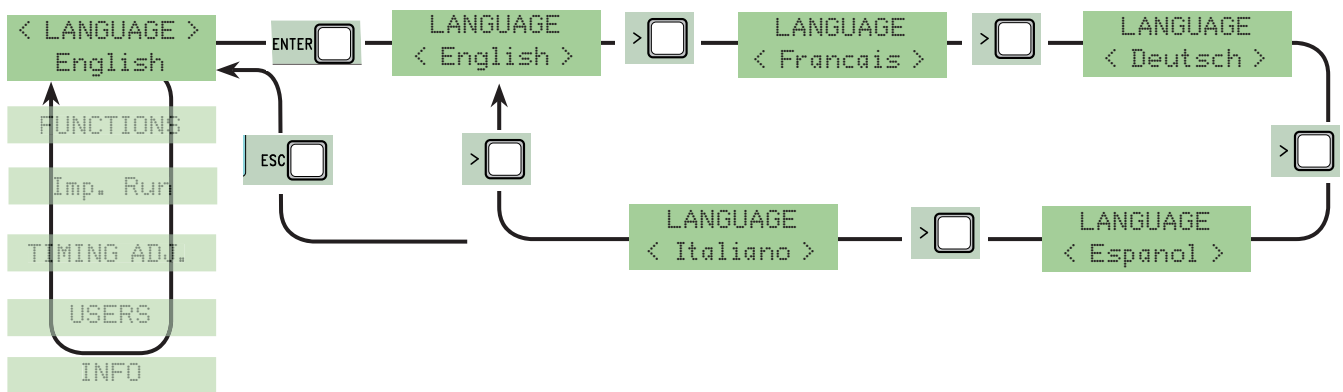 < LANGUAGE >
English
ENTER
LANGUAGE
< English >
>
LANGUAGE
< Francais >
>
LANGUAGE
< Deutsch >
>
LANGUAGE
< Espanol >
>
LANGUAGE
< Italiano >
>
ESC
FUNCTIONS
Imp. Run
TIMING ADJ.
USERS
INFO